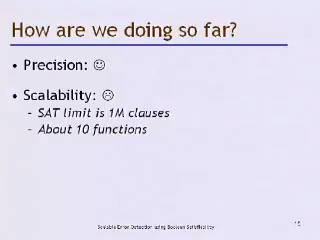 How are we doing so far?
• Precision: ☺
• Scalability: ☹
– SAT limit is 1M clauses
– About 10 functions
Scalable Error Detection using Boolean Satisfiability
15